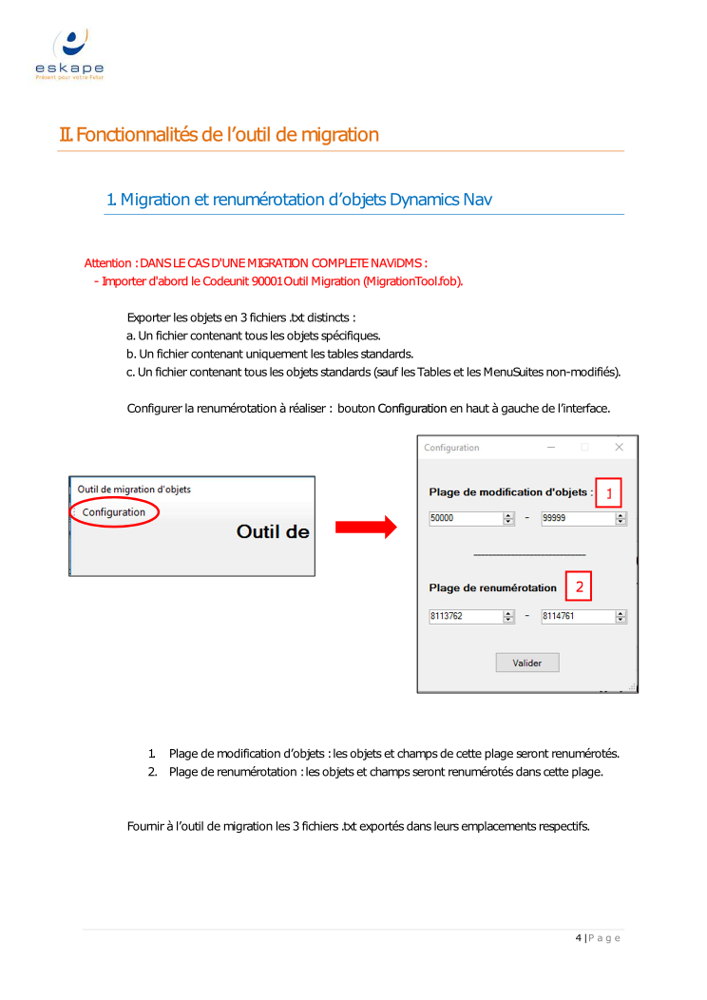 eskape
Présent pour votre Futur
II. Fonctionnalités de l’outil de migration
1. Migration et renumérotation d’objets Dynamics Nav
Attention : DANS LE CAS D'UNE MIGRATION COMPLETE NAViDMS :
- Importer d'abord le Codeunit 90001 Outil Migration (MigrationTool.fob).
Exporter les objets en 3 fichiers .txt distincts :
a. Un fichier contenant tous les objets spécifiques.
b. Un fichier contenant uniquement les tables standards.
c. Un fichier contenant tous les objets standards (sauf les Tables et les MenuSuites non-modifiés).
Configurer la renumérotation à réaliser : bouton Configuration en haut à gauche de l’interface.
Outil de migration d'objets
Configuration
Outil de
Configuration
Plage de modification d'objets : 1
50000 - 99999
Plage de renumérotation 2
8113762 - 8114761
Valider
1. Plage de modification d’objets : les objets et champs de cette plage seront renumérotés.
2. Plage de renumérotation : les objets et champs seront renumérotés dans cette plage.
Fournir à l’outil de migration les 3 fichiers .txt exportés dans leurs emplacements respectifs.
4 | P a g e